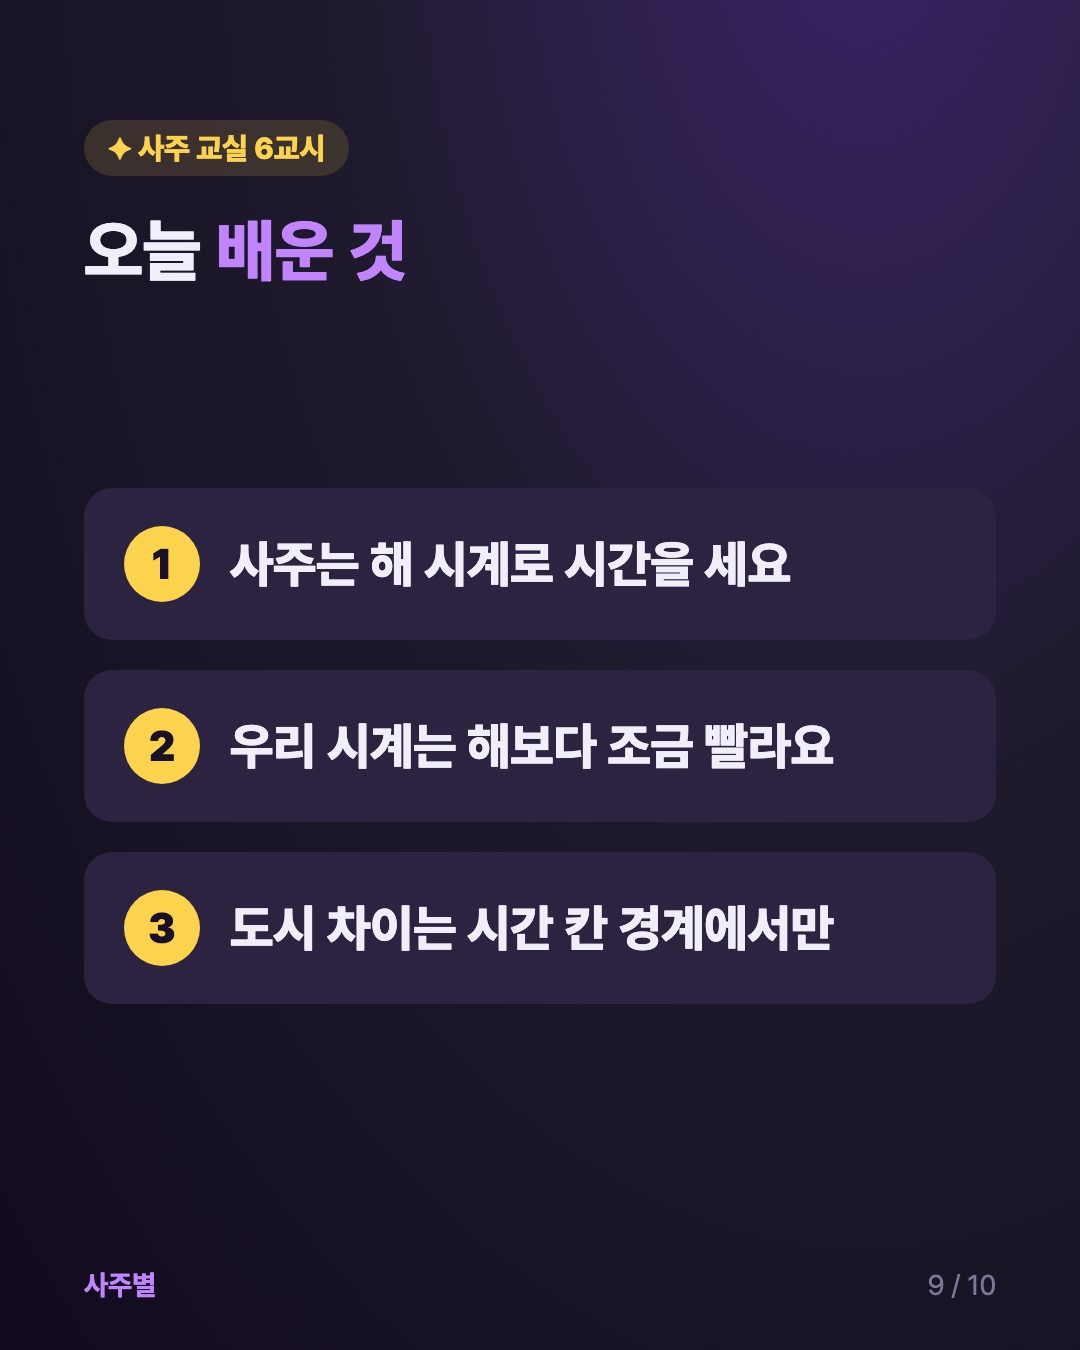 ✦ 사주 교실 6교시
오늘 배운 것
1 사주는 해 시계로 시간을 세요
2 우리 시계는 해보다 조금 빨라요
3 도시 차이는 시간 칸 경계에서만
사주별
9 / 10